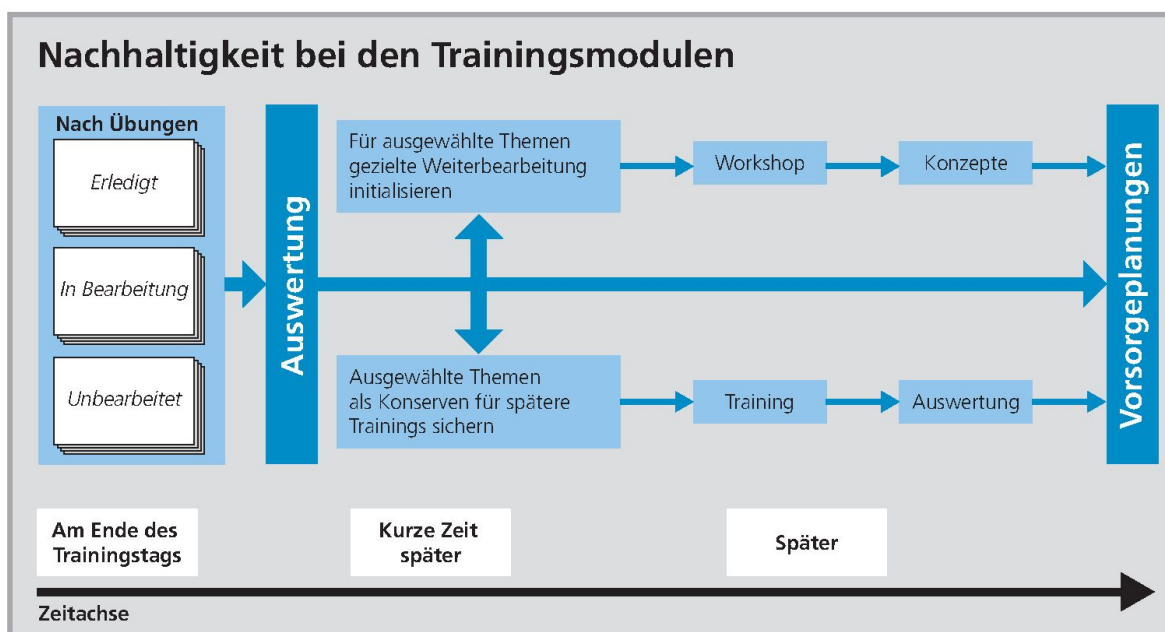 Nachhaltigkeit bei den Trainingsmodulen
Nach Übungen
Erledigt
In Bearbeitung
Unbearbeitet
Auswertung
Für ausgewählte Themen
gezielte Weiterbearbeitung
initialisieren
Workshop
Konzepte
Ausgewählte Themen
als Konserven für spätere
Trainings sichern
Training
Auswertung
Vorsorgeplanungen
Am Ende des
Trainingstags
Kurze Zeit
später
Später
Zeitachse